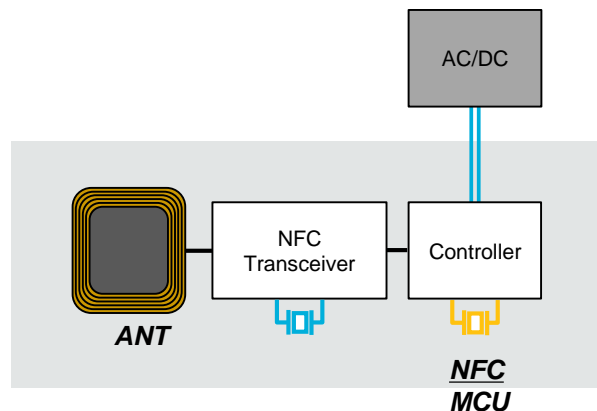 AC/DC
NFC
Transceiver
Controller
ANT
NFC
MCU